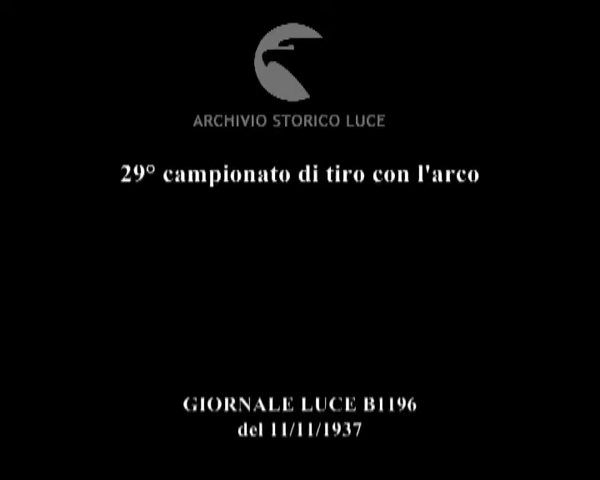 ARCHIVIO STORICO LUCE
29° campionato di tiro con l'arco
GIORNALE LUCE B1196
del 11/11/1937